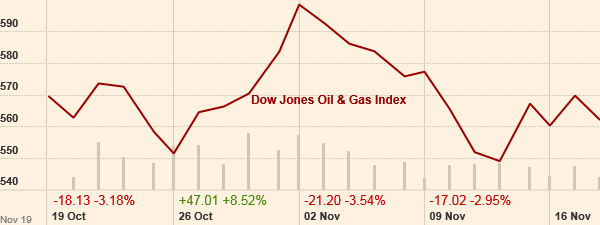 590
580
570
Dow Jones Oil & Gas Index
560
550
540
-18.13 -3.18% +47.01 +8.52% -21.20 -3.54% -17.02 -2.95%
Nov 19 19 Oct 26 Oct 02 Nov 09 Nov 16 Nov